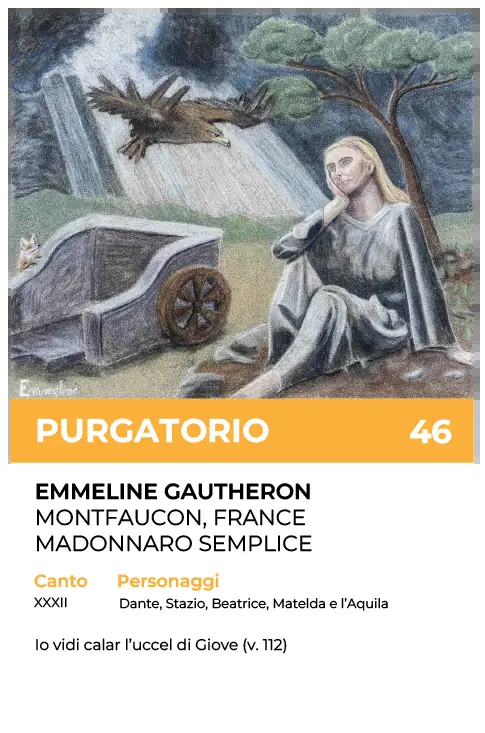 Emmeline
PURGATORIO 46
EMMELINE GAUTHERON
MONTFAUCON, FRANCE
MADONNARO SEMPLICE
Canto Personaggi
XXXII Dante, Stazio, Beatrice, Matelda e l’Aquila
Io vidi calar l’uccel di Giove (v. 112)